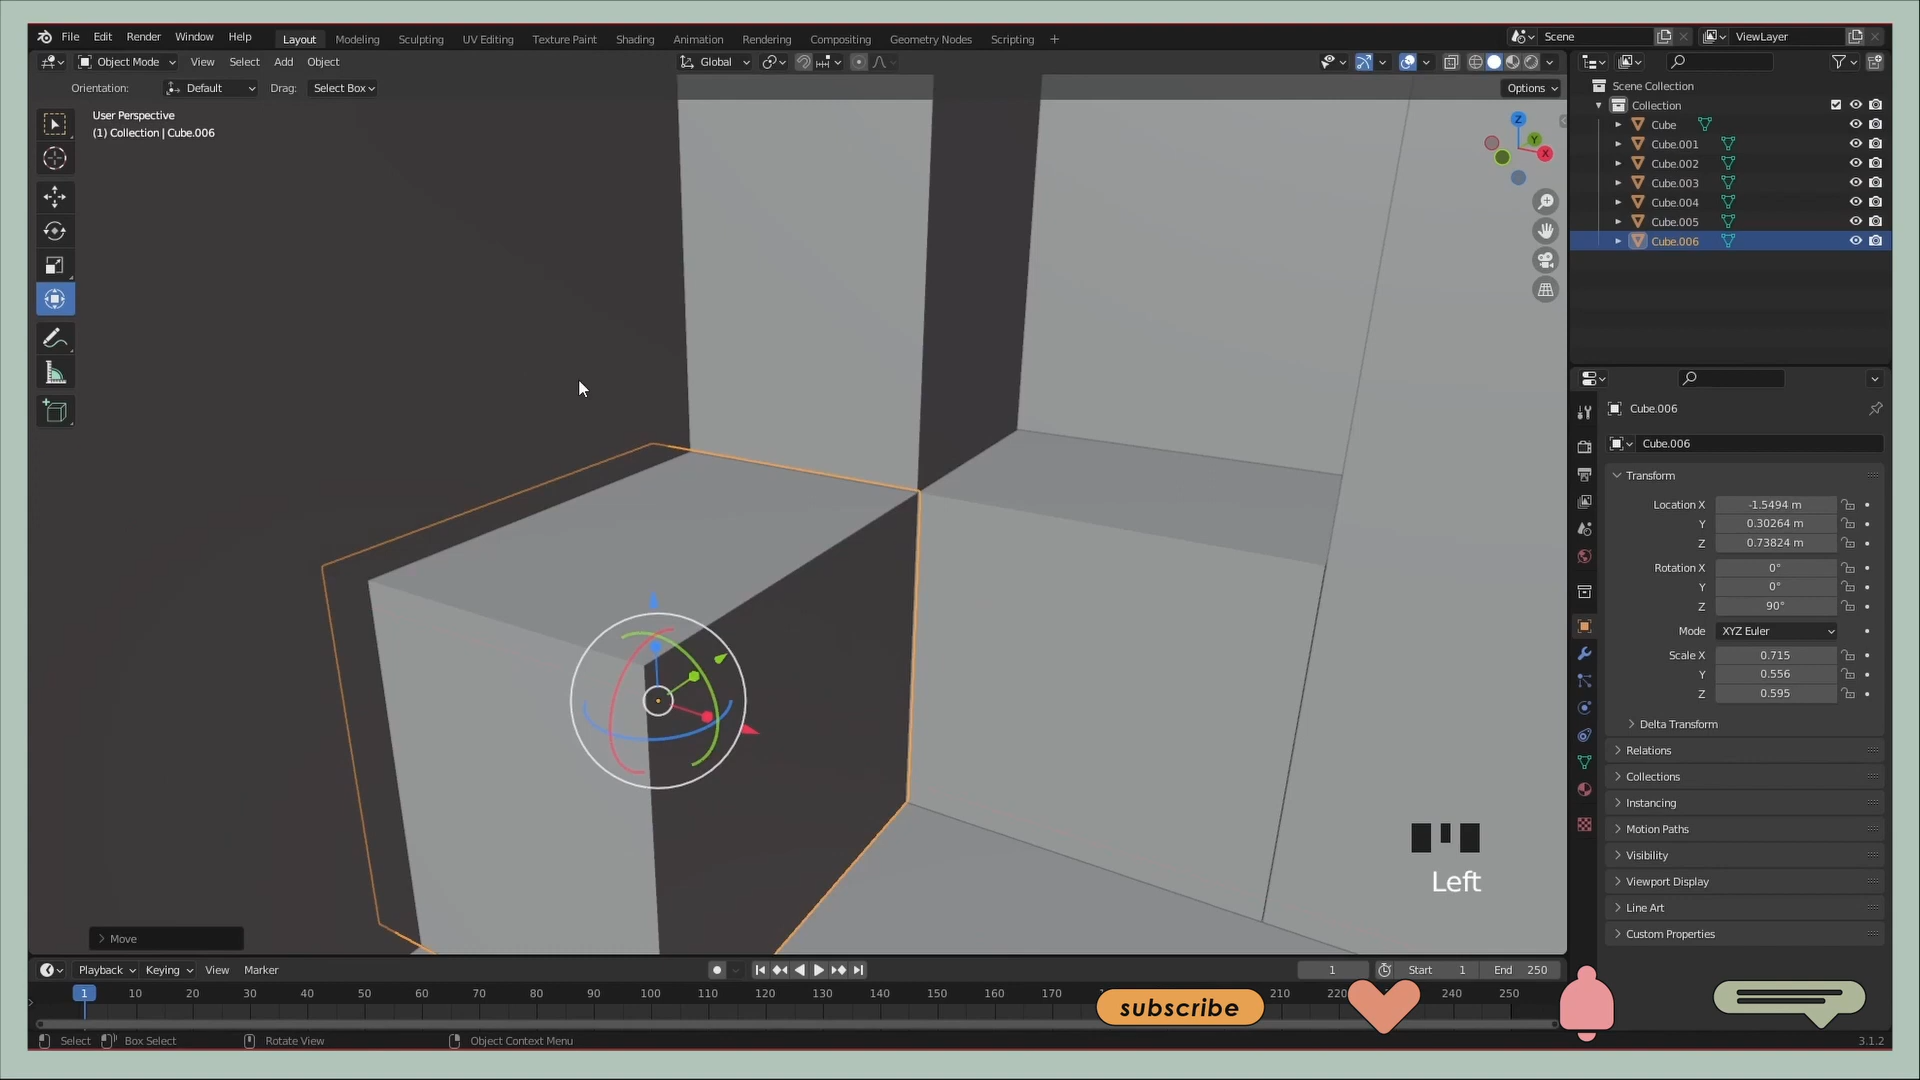 File Edit Render Window Help Layout Modeling Sculpting UV Editing Texture Paint Shading Animation Rendering Compositing Geometry Nodes Scripting + Scene ViewLayer
Object Mode View Select Add Object Global
Orientation: Default Drag: Select Box Options
User Perspective
(1) Collection | Cube.006
Z
Y
X
Scene Collection
Collection
Cube
Cube.001
Cube.002
Cube.003
Cube.004
Cube.005
Cube.006
Cube.006
Cube.006
Transform
Location X -1.5494 m
Y 0.30264 m
Z 0.73824 m
Rotation X 0°
Y 0°
Z 90°
Mode XYZ Euler
Scale X 0.715
Y 0.556
Z 0.595
Delta Transform
Relations
Collections
Instancing
Motion Paths
Visibility
Viewport Display
Line Art
Custom Properties
Left
Move
Playback Keying View Marker 1 Start 1 End 250
1 10 20 30 40 50 60 70 80 90 100 110 120 130 140 150 160 170 210 220 240 250
subscribe
Select Box Select Rotate View Object Context Menu 3.1.2